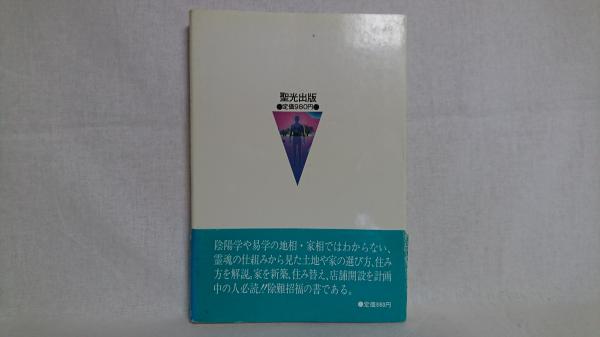 聖光出版
●定価980円●
陰陽学や易学の地相・家相ではわからない、
霊魂の仕組みから見た土地や家の選び方、住み
方を解説。家を新築、住み替え、店舗開設を計画
中の人必読!!除難招福の書である。
●定価980円